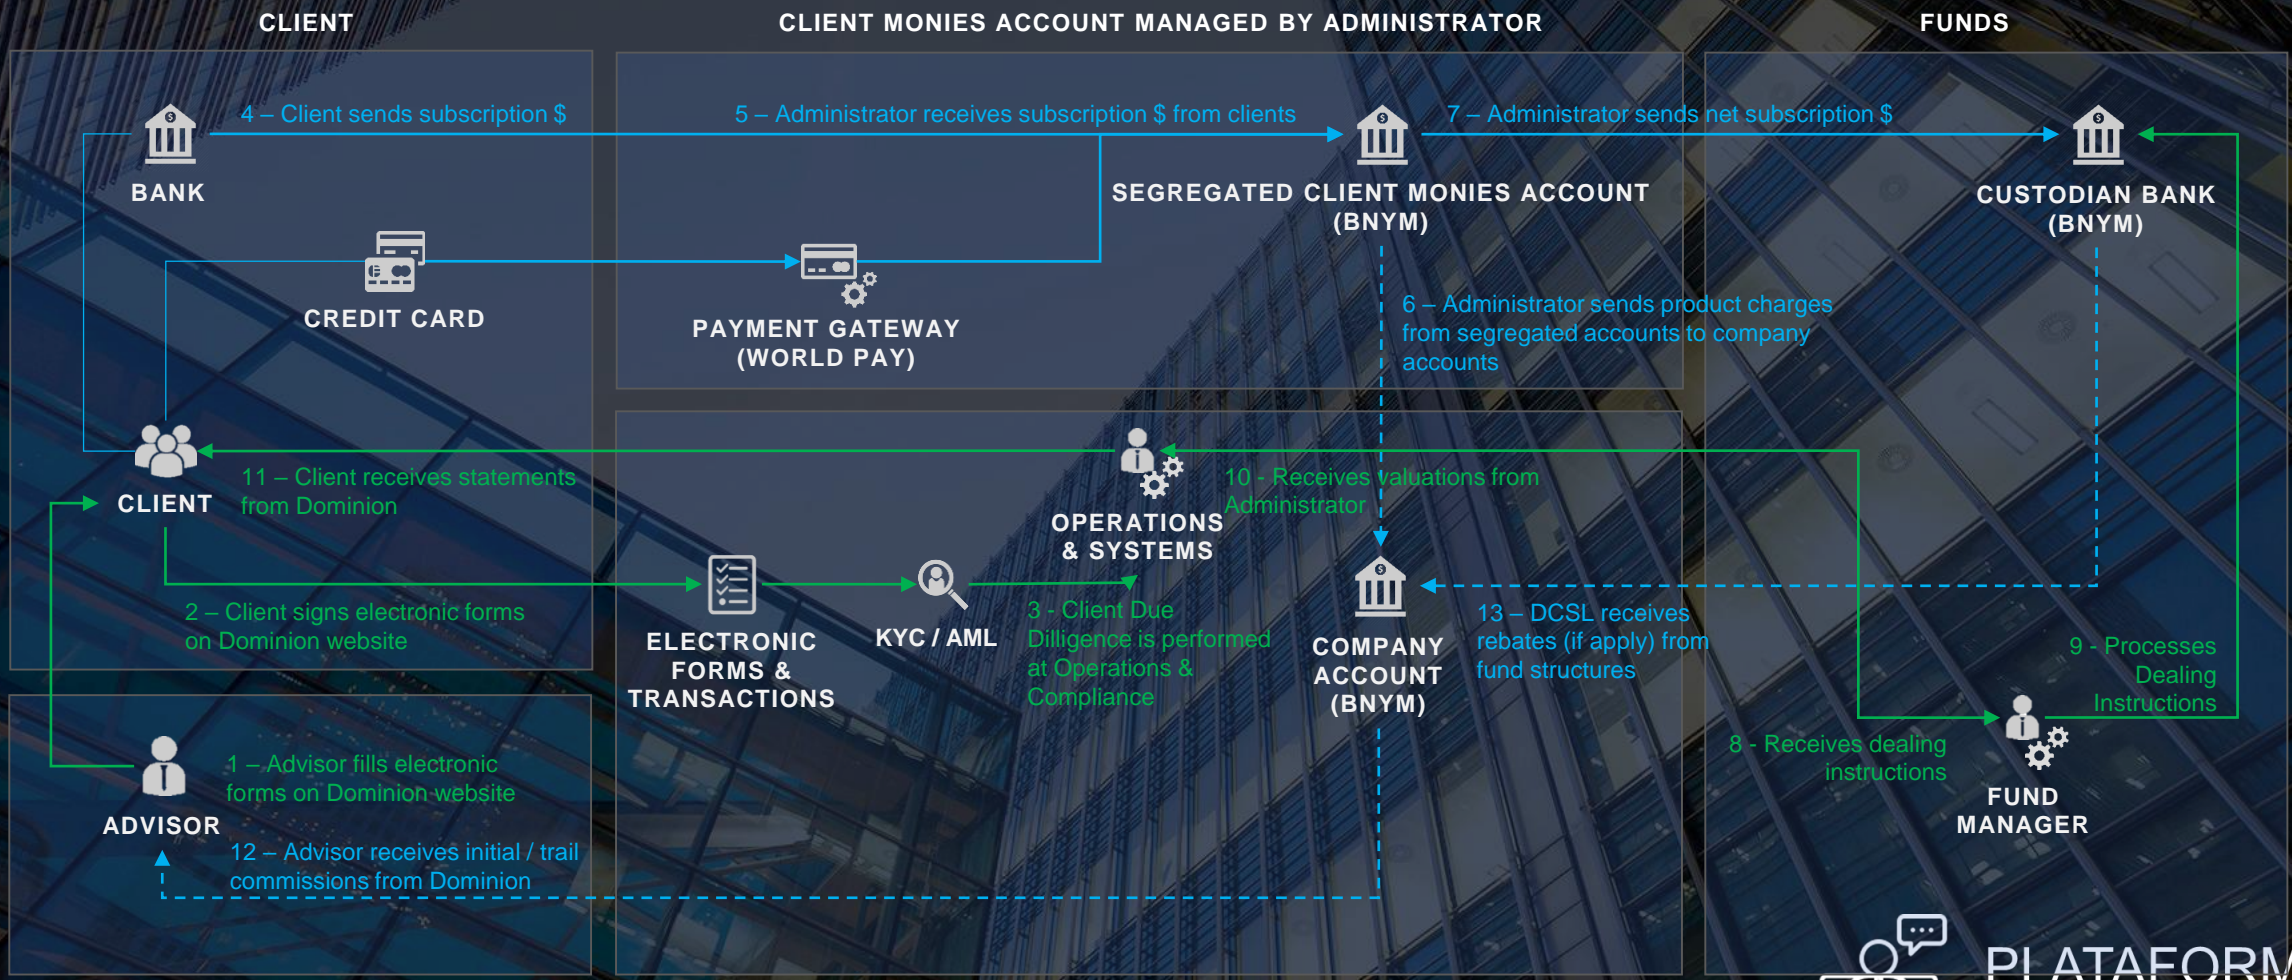 CLIENT
CLIENT MONIES ACCOUNT MANAGED BY ADMINISTRATOR
FUNDS
4 – Client sends subscription $
5 – Administrator receives subscription $ from clients
7 – Administrator sends net subscription $
BANK
SEGREGATED CLIENT MONIES ACCOUNT
(BNYM)
CUSTODIAN BANK
(BNYM)
CREDIT CARD
PAYMENT GATEWAY
(WORLD PAY)
6 – Administrator sends product charges
from segregated accounts to company
accounts
CLIENT
11 – Client receives statements
from Dominion
OPERATIONS
& SYSTEMS
10 - Receives valuations from
Administrator
2 – Client signs electronic forms
on Dominion website
ELECTRONIC
FORMS &
TRANSACTIONS
KYC / AML
3 - Client Due
Dilligence is performed
at Operations &
Compliance
COMPANY
ACCOUNT
(BNYM)
13 – DCSL receives
rebates (if apply) from
fund structures
9 - Processes
Dealing
Instructions
8 - Receives dealing
instructions
FUND
MANAGER
1 – Advisor fills electronic
forms on Dominion website
ADVISOR
12 – Advisor receives initial / trail
commissions from Dominion
PLATAFORM